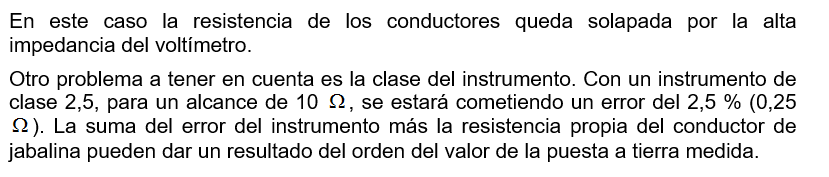 En este caso la resistencia de los conductores queda solapada por la alta
impedancia del voltímetro.
Otro problema a tener en cuenta es la clase del instrumento. Con un instrumento de
clase 2,5, para un alcance de 10 Ω, se estará cometiendo un error del 2,5 % (0,25
Ω). La suma del error del instrumento más la resistencia propia del conductor de
jabalina pueden dar un resultado del orden del valor de la puesta a tierra medida.